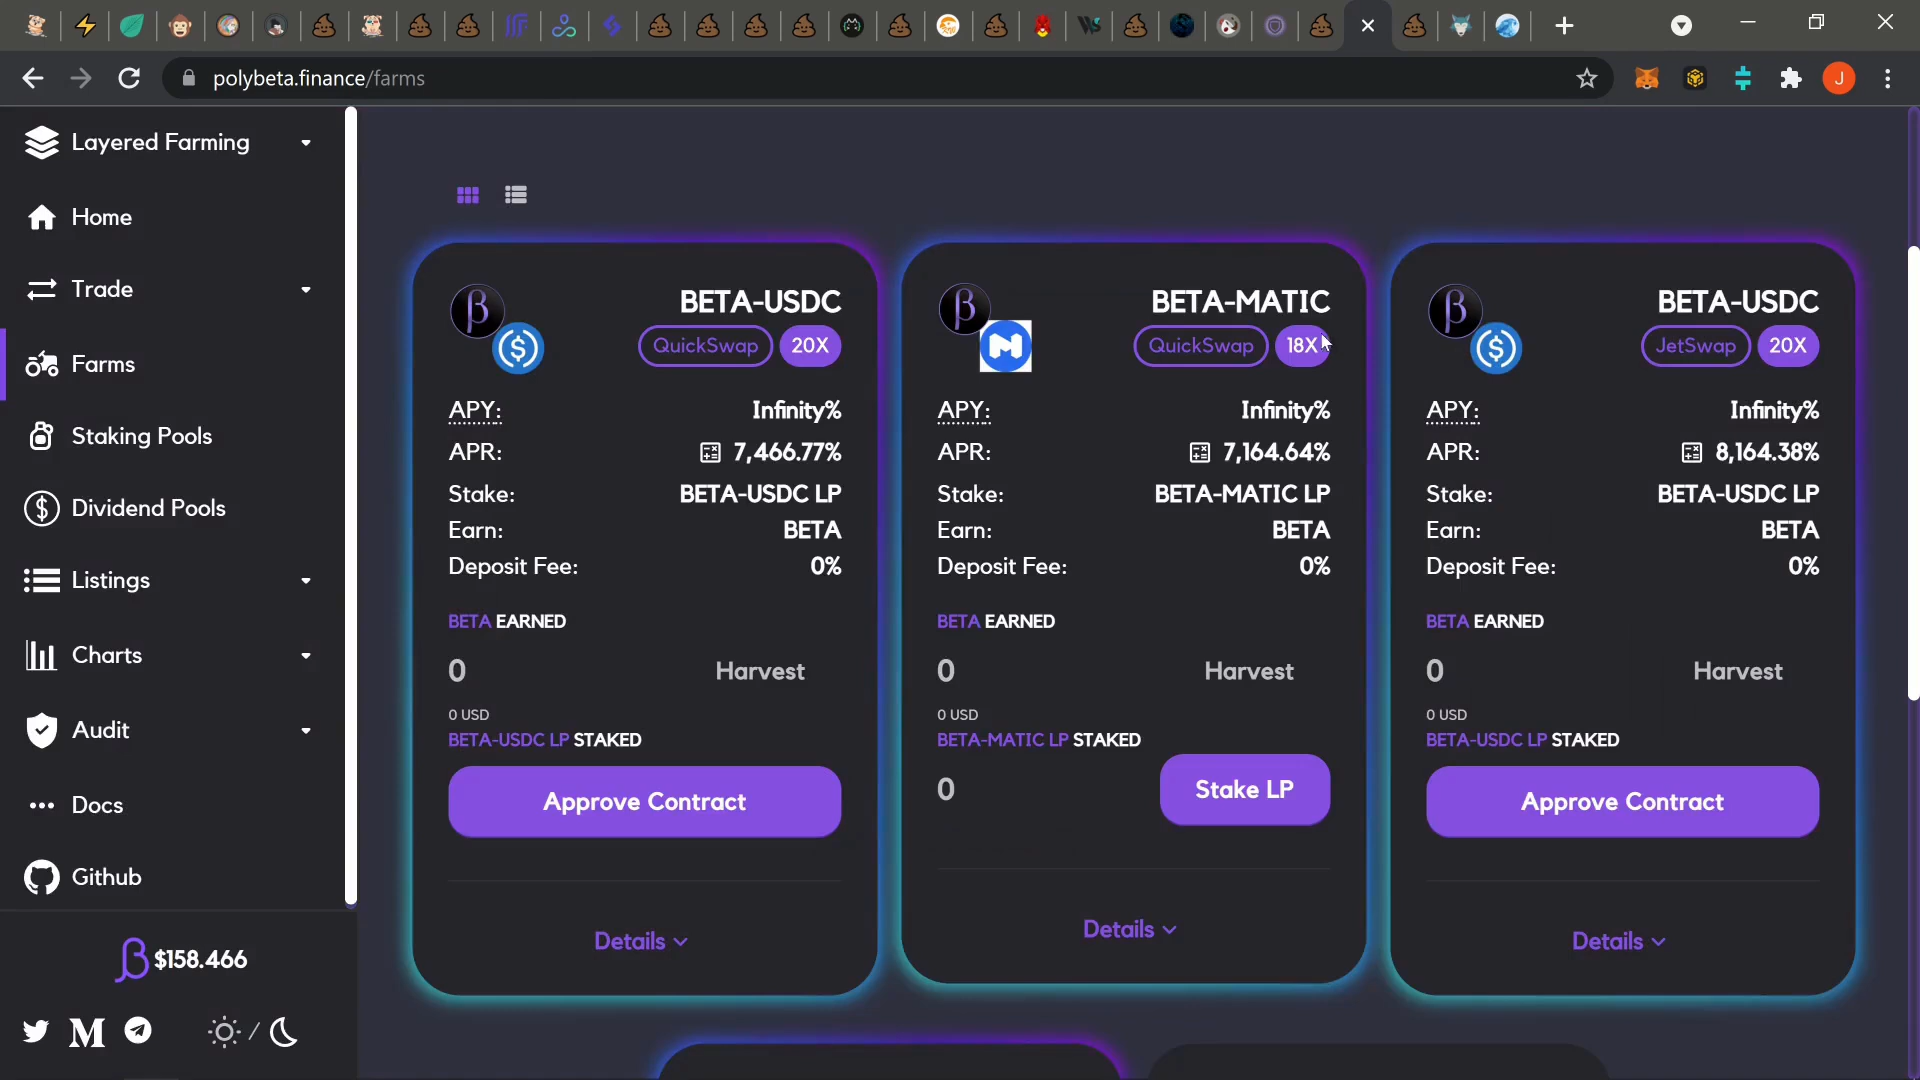 polybeta.finance/farms
J
Layered Farming
Home
Trade
Farms
Staking Pools
Dividend Pools
Listings
Charts
Audit
Docs
Github
$158.466
BETA-USDC
QuickSwap 20X
APY: Infinity%
APR: 7,466.77%
Stake: BETA-USDC LP
Earn: BETA
Deposit Fee: 0%
BETA EARNED
0 Harvest
0 USD
BETA-USDC LP STAKED
Approve Contract
Details
BETA-MATIC
QuickSwap 18X
APY: Infinity%
APR: 7,164.64%
Stake: BETA-MATIC LP
Earn: BETA
Deposit Fee: 0%
BETA EARNED
0 Harvest
0 USD
BETA-MATIC LP STAKED
0 Stake LP
Details
BETA-USDC
JetSwap 20X
APY: Infinity%
APR: 8,164.38%
Stake: BETA-USDC LP
Earn: BETA
Deposit Fee: 0%
BETA EARNED
0 Harvest
0 USD
BETA-USDC LP STAKED
Approve Contract
Details